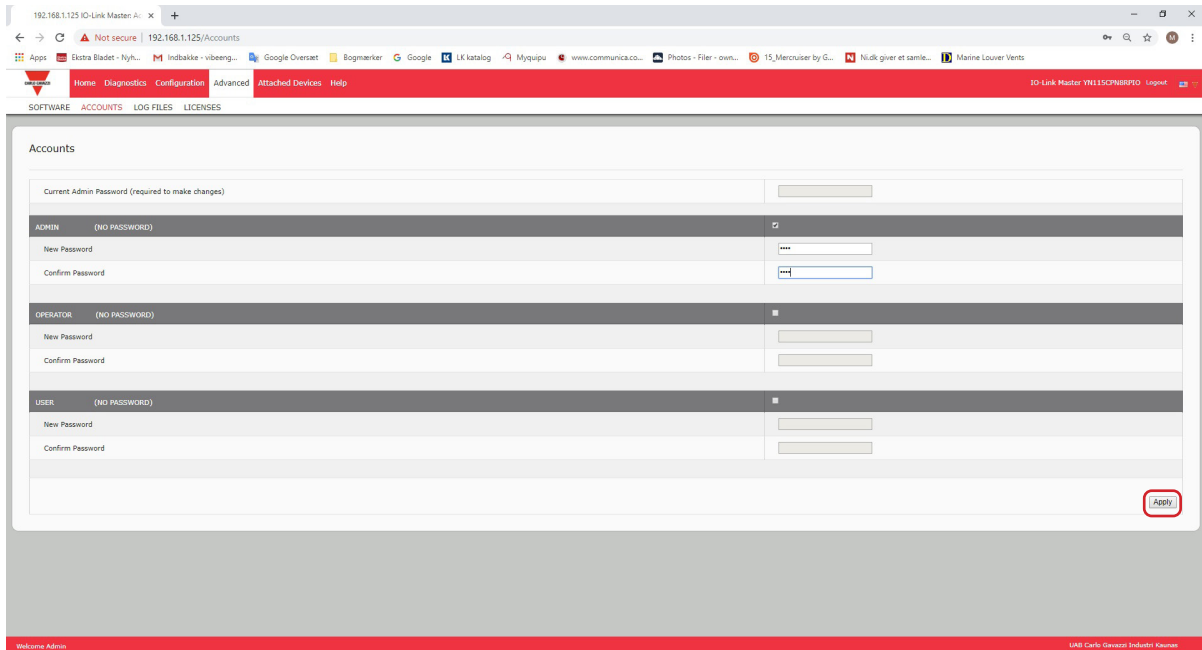 192.168.1.125 IO-Link Master: Ac
Not secure | 192.168.1.125/Accounts
Apps Ekstra Bladet - Nyh... Indbakke - vibeeng... Google Oversæt Bogmærker Google LK katalog Myquipu www.communica.co... Photos - Filer - own... 15_Mercruiser by G... Ni.dk giver et samle... Marine Louver Vents
CARLO GAVAZZI Home Diagnostics Configuration Advanced Attached Devices Help IO-Link Master YN115CPN8RPIO Logout
SOFTWARE ACCOUNTS LOG FILES LICENSES
Accounts
Current Admin Password (required to make changes)
ADMIN (NO PASSWORD)
New Password ••••
Confirm Password ••••
OPERATOR (NO PASSWORD)
New Password
Confirm Password
USER (NO PASSWORD)
New Password
Confirm Password
Apply
Welcome Admin UAB Carlo Gavazzi Industri Kaunas